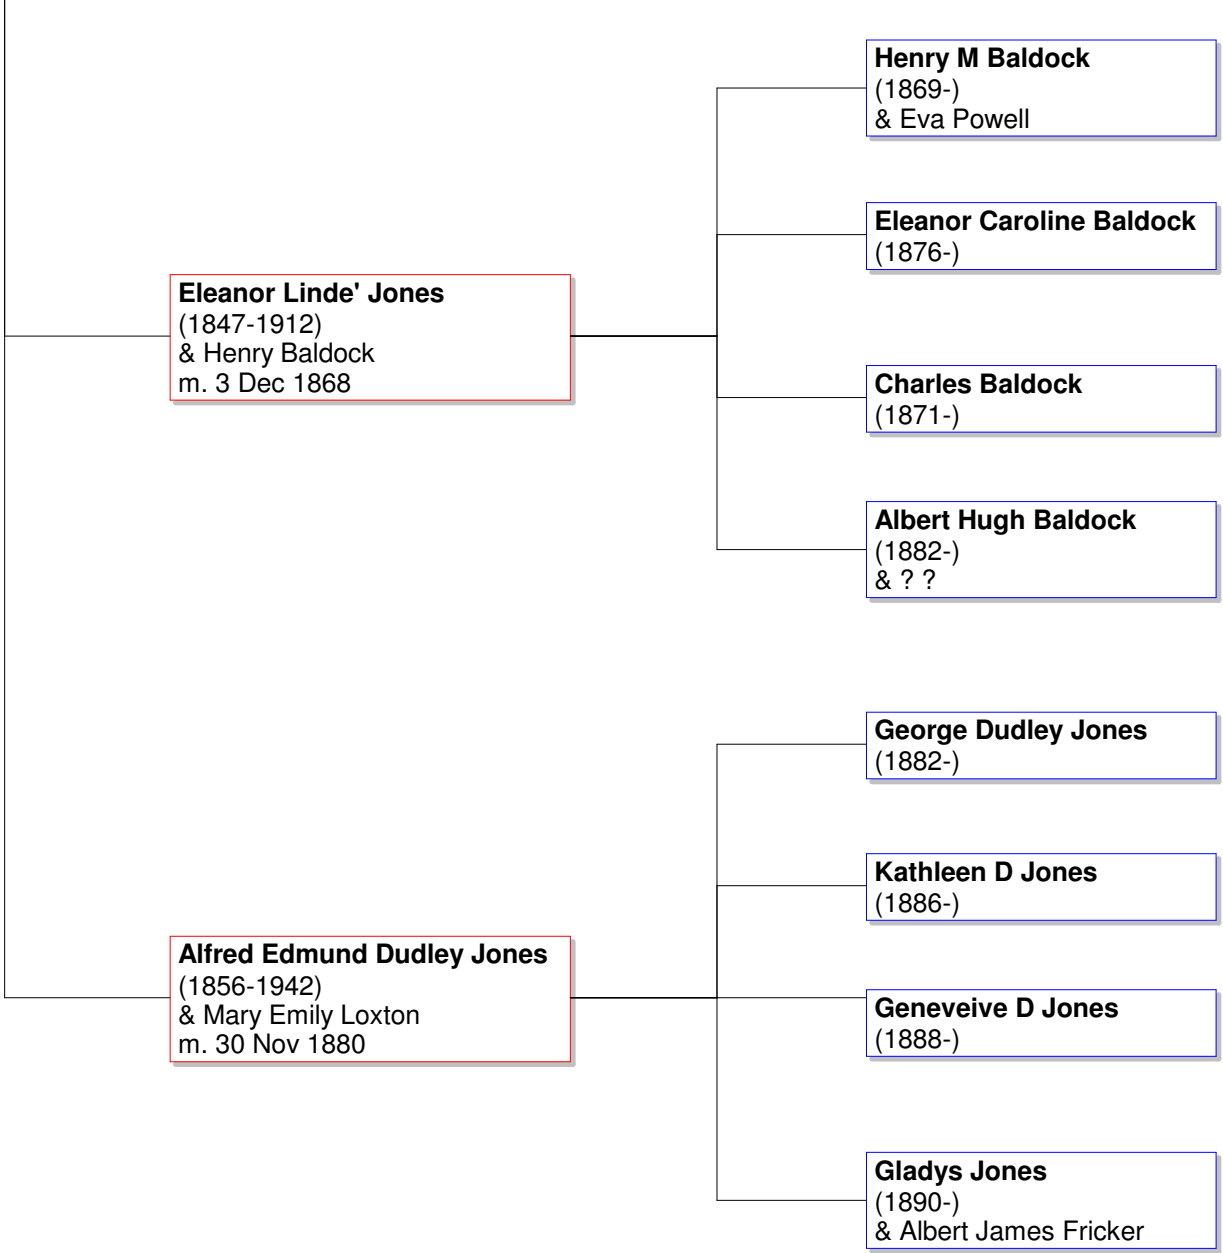 Henry M Baldock
(1869-)
& Eva Powell
Eleanor Caroline Baldock
(1876-)
Eleanor Linde' Jones
(1847-1912)
& Henry Baldock
m. 3 Dec 1868
Charles Baldock
(1871-)
Albert Hugh Baldock
(1882-)
& ? ?
George Dudley Jones
(1882-)
Kathleen D Jones
(1886-)
Alfred Edmund Dudley Jones
(1856-1942)
& Mary Emily Loxton
m. 30 Nov 1880
Geneveive D Jones
(1888-)
Gladys Jones
(1890-)
& Albert James Fricker